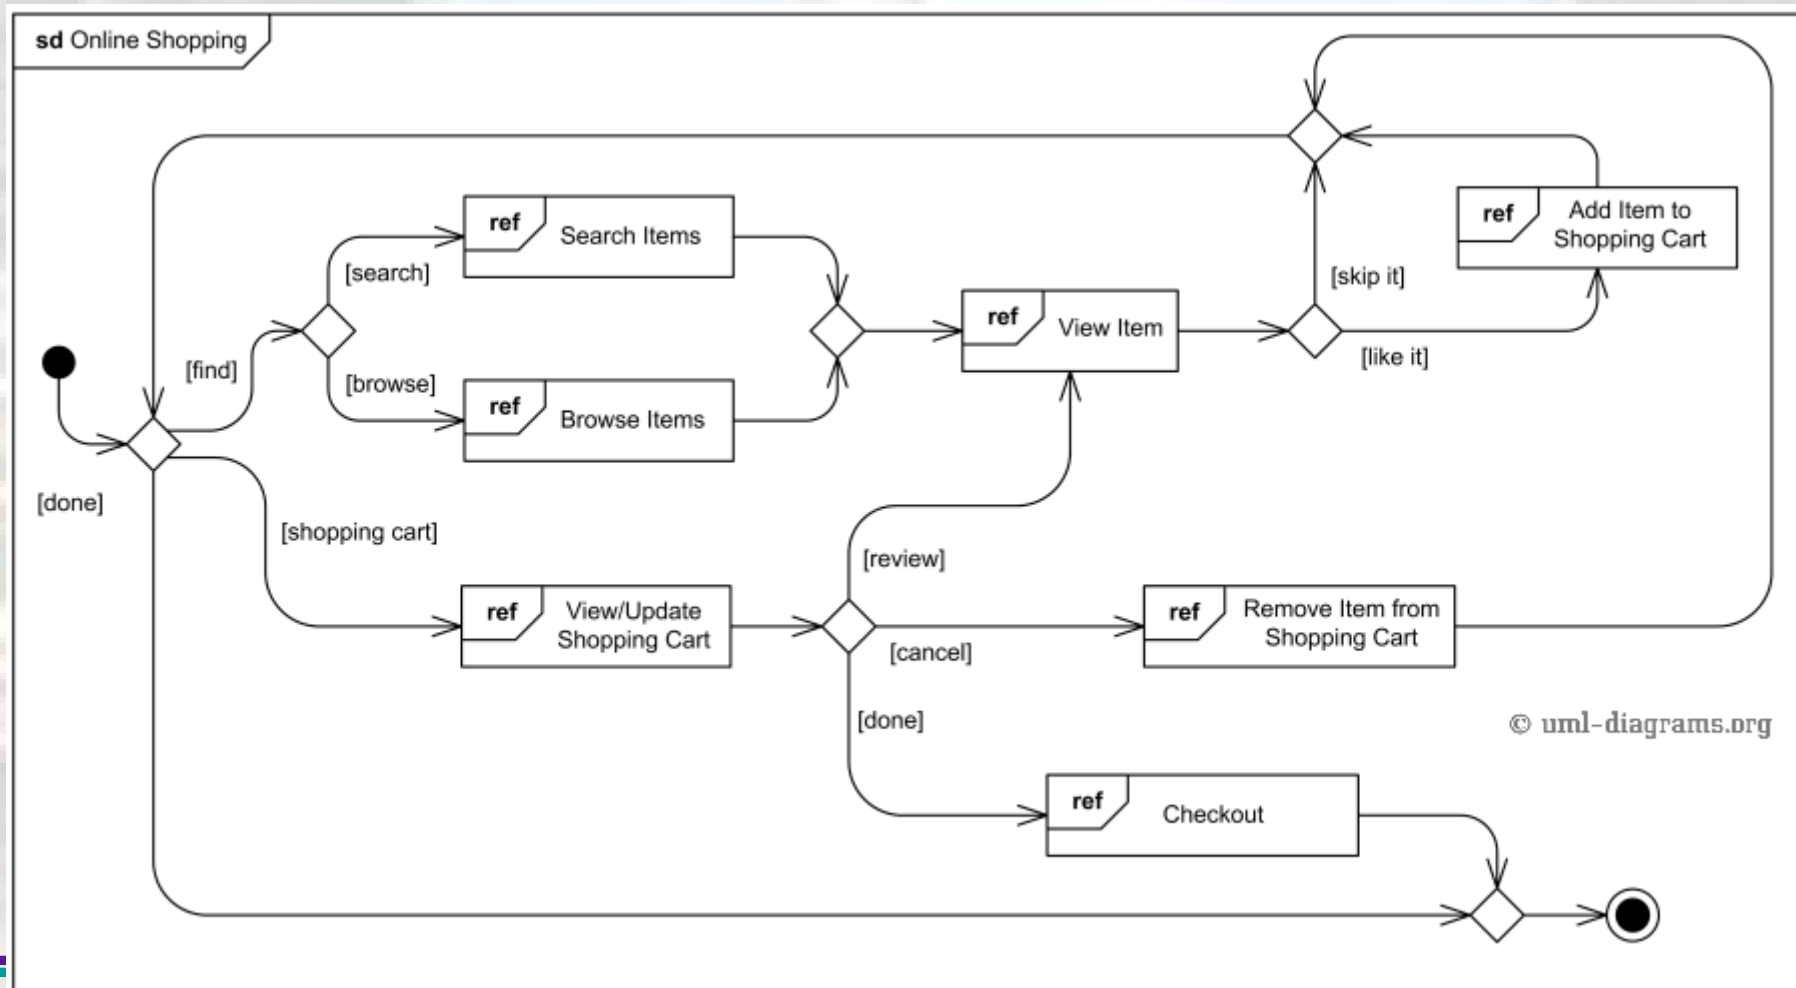 sd Online Shopping
ref
Search Items
[search]
[find]
[browse]
ref
Browse Items
ref
View Item
[skip it]
[like it]
ref
Add Item to
Shopping Cart
[done]
[shopping cart]
ref
View/Update
Shopping Cart
[review]
[cancel]
[done]
ref
Remove Item from
Shopping Cart
© uml-diagrams.org
ref
Checkout